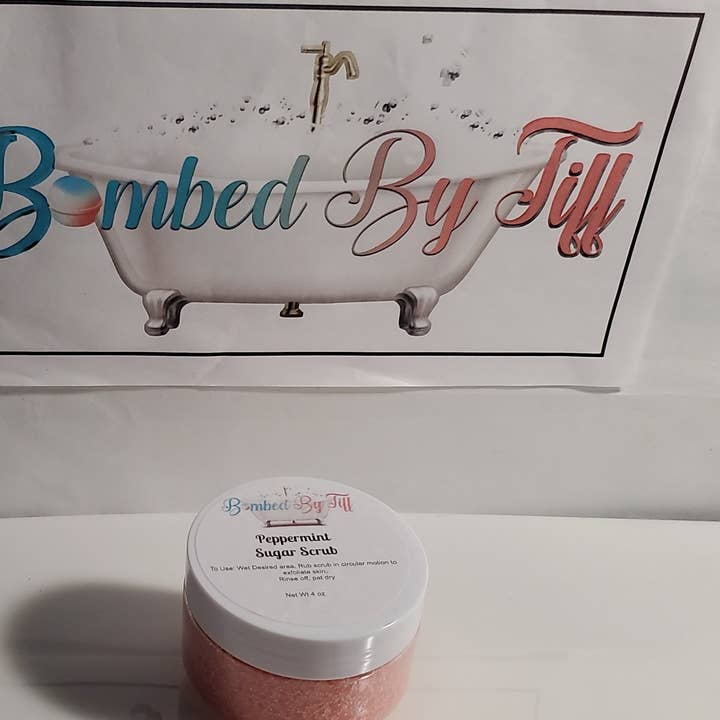 Bombed By Tiff
Bombed By Tiff
Peppermint
Sugar Scrub
To Use: Wet Desired area, Rub scrub in circular motion to
exfoliate skin,.
Rinse off, pat dry
Net Wt 4 oz.